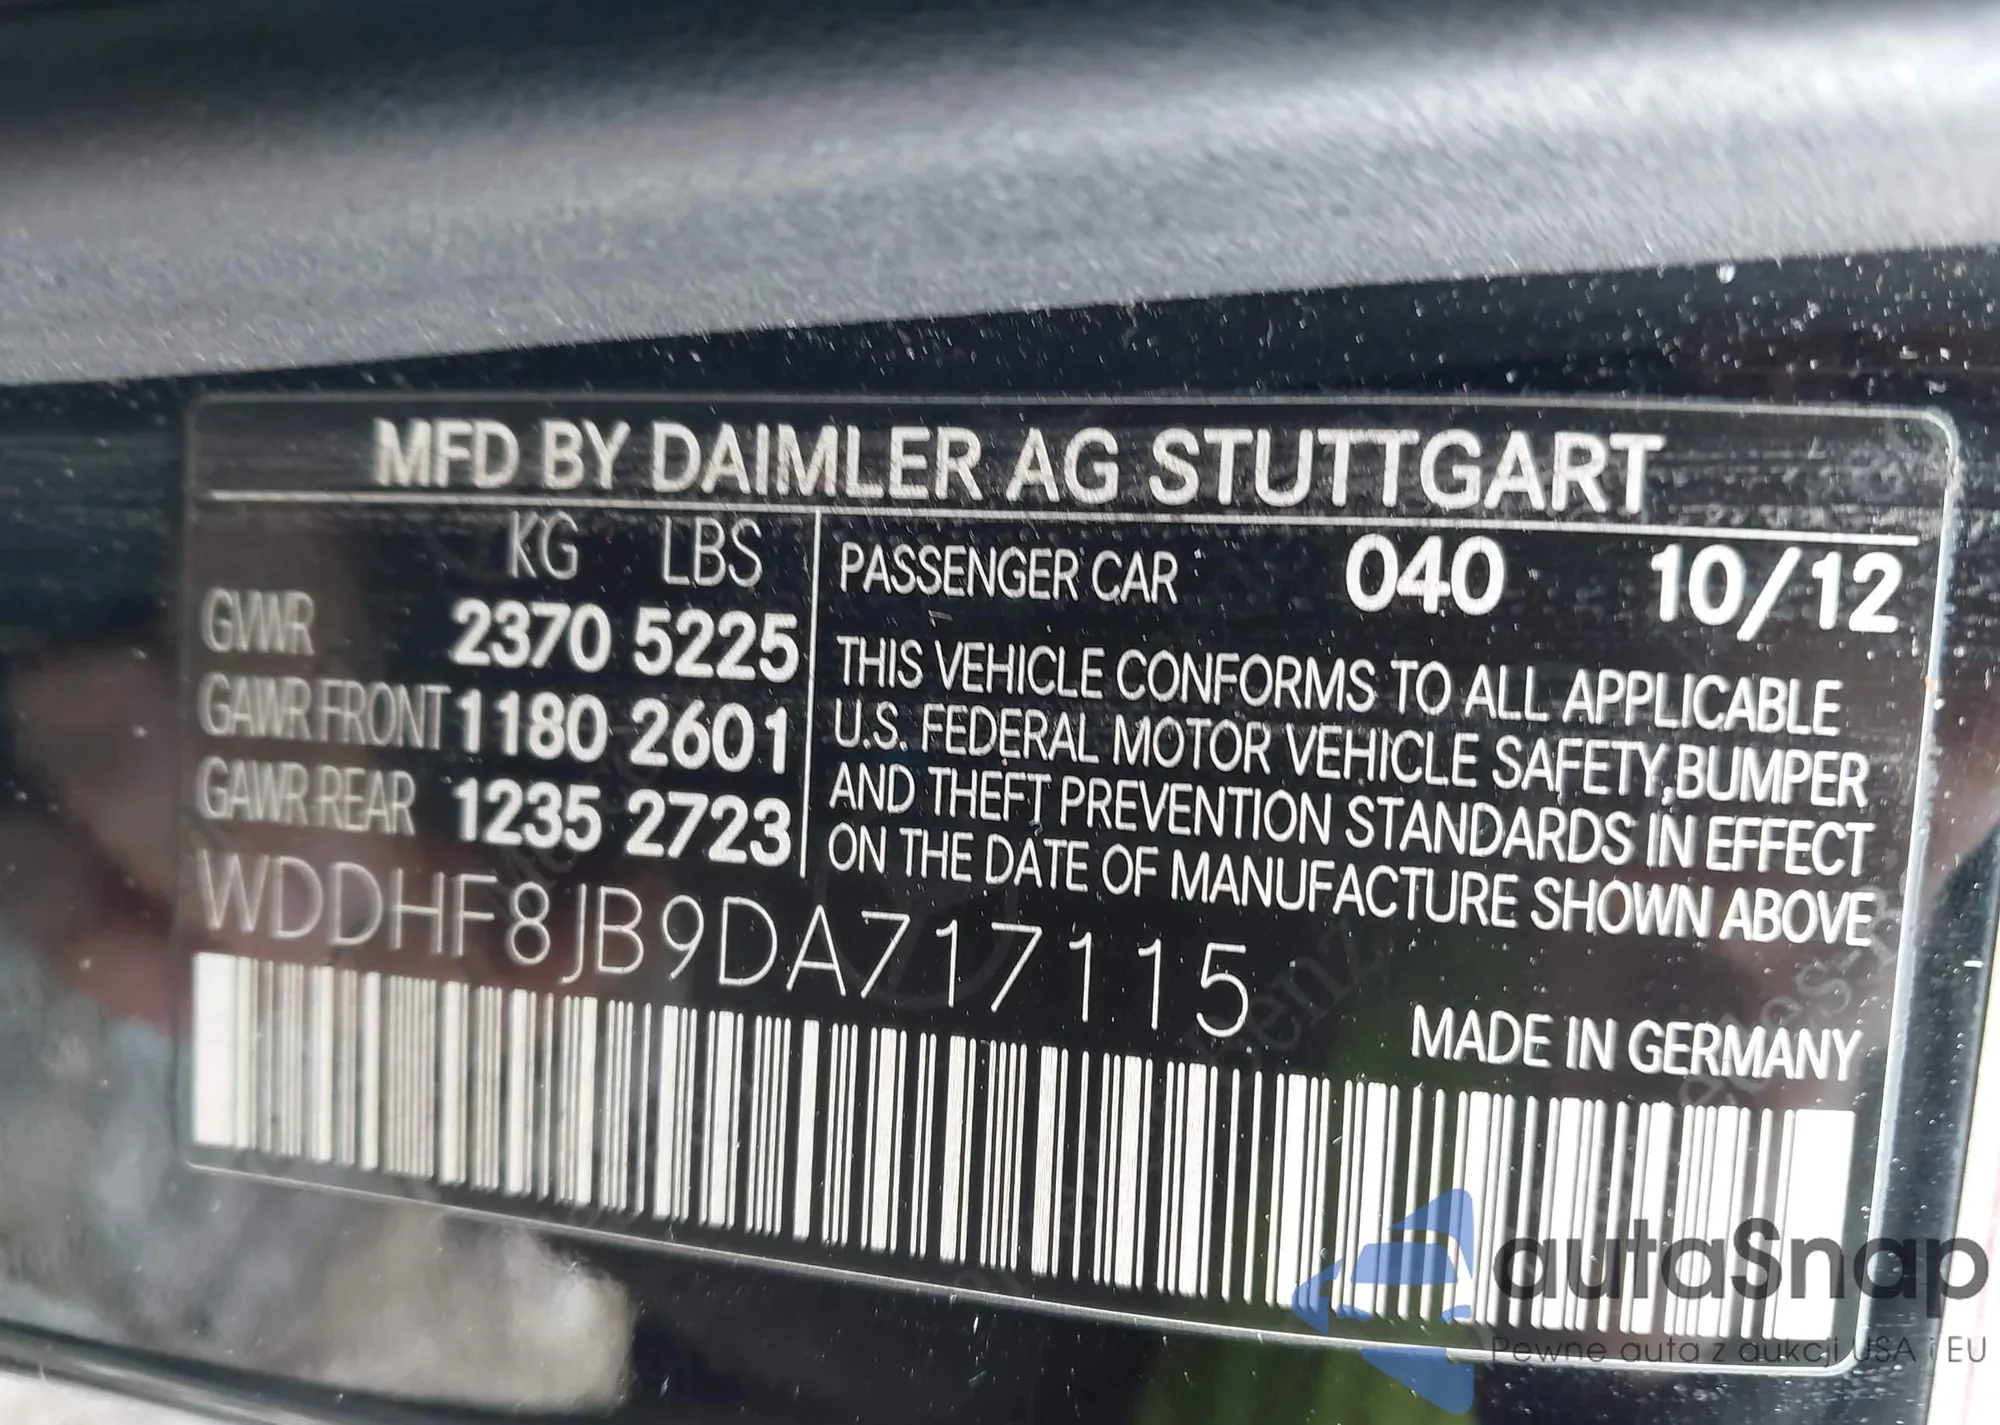 MFD BY DAIMLER AG STUTTGART
KG LBS
GVWR 2370 5225
GAWR FRONT 1180 2601
GAWR REAR 1235 2723
PASSENGER CAR 040 10/12
THIS VEHICLE CONFORMS TO ALL APPLICABLE
U.S. FEDERAL MOTOR VEHICLE SAFETY, BUMPER
AND THEFT PREVENTION STANDARDS IN EFFECT
ON THE DATE OF MANUFACTURE SHOWN ABOVE
WDDHF8JB9DA717115
MADE IN GERMANY
autaSnap
Pewne auta z aukcji USA i EU